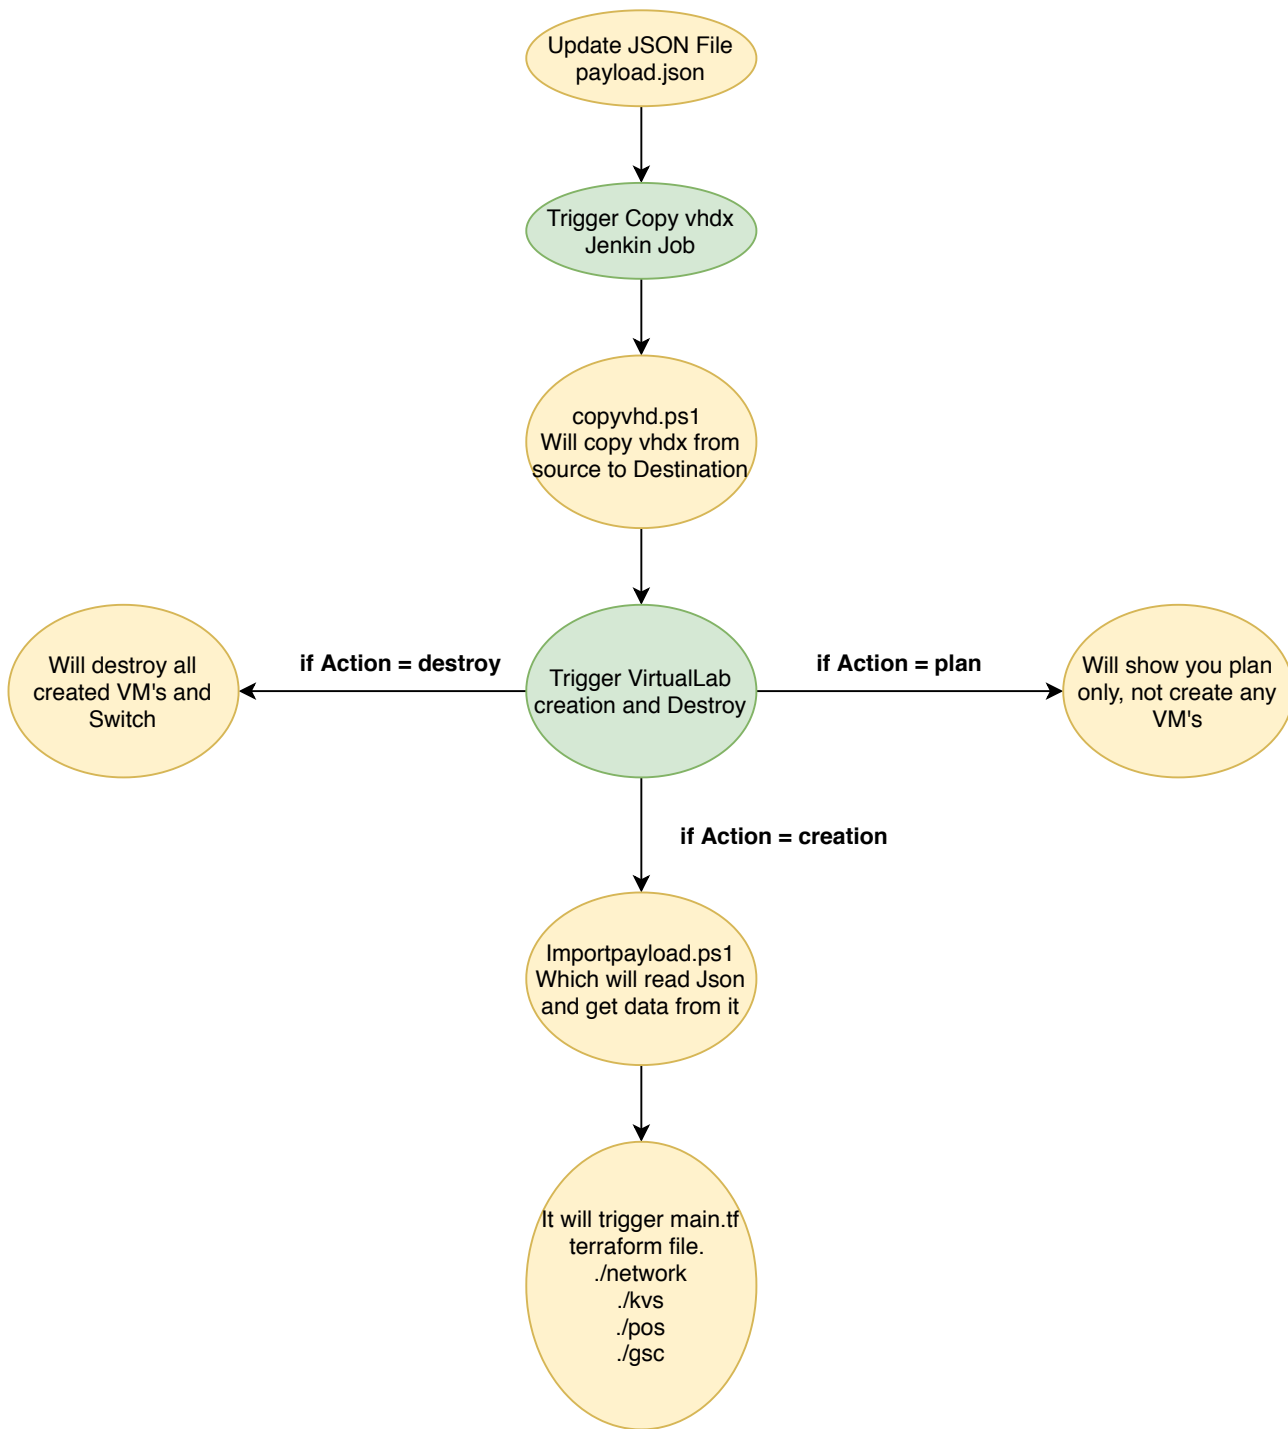 Update JSON File
payload.json
Trigger Copy vhdx
Jenkin Job
copyvhd.ps1
Will copy vhdx from
source to Destination
Will destroy all
created VM's and
Switch
if Action = destroy
Trigger VirtualLab
creation and Destroy
if Action = plan
Will show you plan
only, not create any
VM's
if Action = creation
Importpayload.ps1
Which will read Json
and get data from it
It will trigger main.tf
terraform file.
./network
./kvs
./pos
./gsc